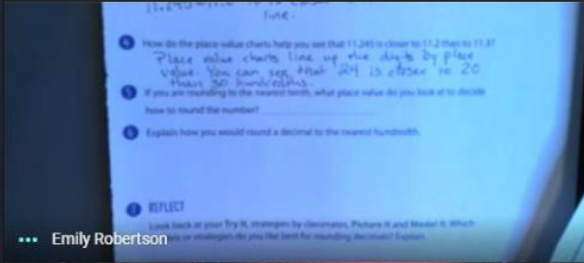 line.
4 How do the place-value charts help you see that 11.245 is closer to 11.2 than to 11.3?
Place value charts line up the digits by place
value. You can see that 24 is closer to 20
than 30 hundredths.
5 If you are rounding to the nearest tenth, what place value do you look at to decide
how to round the number?
6 Explain how you would round a decimal to the nearest hundredth.
7 REFLECT
Look back at your Try It, strategies by classmates, Picture It and Model It. Which
or strategies do you like best for rounding decimals? Explain.
Emily Robertson